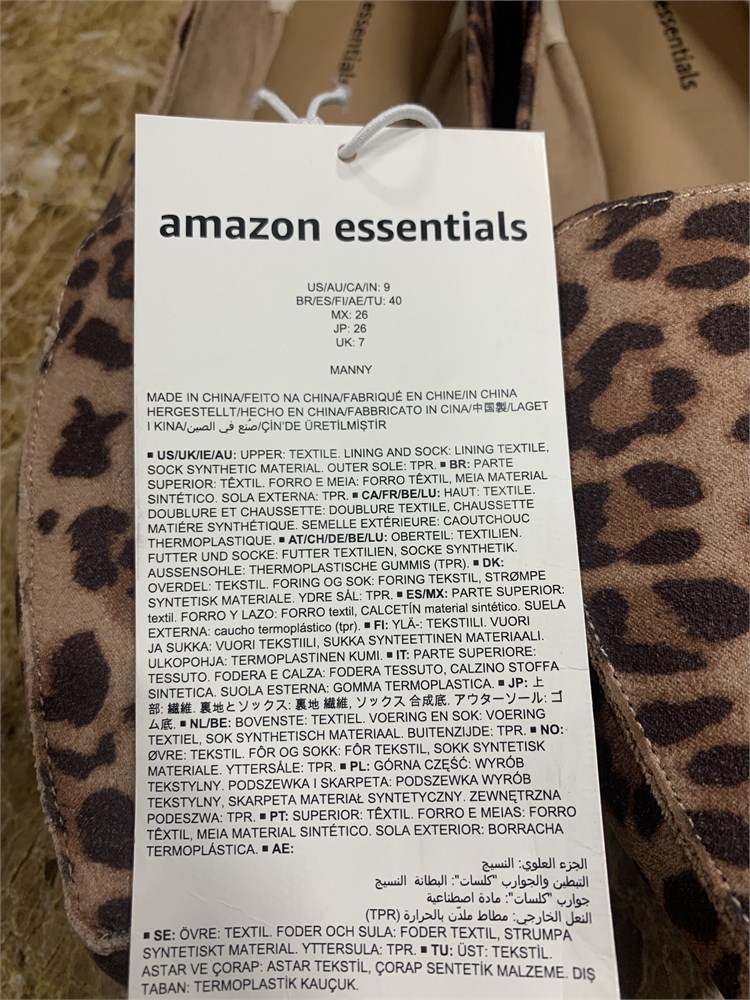 essentials
essentials
amazon essentials
US/AU/CA/IN: 9
BR/ES/FI/AE/TU: 40
MX: 26
JP: 26
UK: 7
MANNY
MADE IN CHINA/FEITO NA CHINA/FABRIQUÉ EN CHINE/IN CHINA
HERGESTELLT/HECHO EN CHINA/FABBRICATO IN CINA/中国製/LAGET
I KINA/صُنع في الصين/ÇİN'DE ÜRETİLMİŞTİR
▪ US/UK/IE/AU: UPPER: TEXTILE. LINING AND SOCK: LINING TEXTILE,
SOCK SYNTHETIC MATERIAL. OUTER SOLE: TPR. ▪ BR: PARTE
SUPERIOR: TÊXTIL. FORRO E MEIA: FORRO TÊXTIL, MEIA MATERIAL
SINTÉTICO. SOLA EXTERNA: TPR. ▪ CA/FR/BE/LU: HAUT: TEXTILE.
DOUBLURE ET CHAUSSETTE: DOUBLURE TEXTILE, CHAUSSETTE
MATIÉRE SYNTHÉTIQUE. SEMELLE EXTÉRIEURE: CAOUTCHOUC
THERMOPLASTIQUE. ▪ AT/CH/DE/BE/LU: OBERTEIL: TEXTILIEN.
FUTTER UND SOCKE: FUTTER TEXTILIEN, SOCKE SYNTHETIK.
AUSSENSOHLE: THERMOPLASTISCHE GUMMIS (TPR). ▪ DK:
OVERDEL: TEKSTIL. FORING OG SOK: FORING TEKSTIL, STRØMPE
SYNTETISK MATERIALE. YDRE SÅL: TPR. ▪ ES/MX: PARTE SUPERIOR:
textil. FORRO Y LAZO: FORRO textil, CALCETÍN material sintético. SUELA
EXTERNA: caucho termoplástico (tpr). ▪ FI: YLÄ-: TEKSTIILI. VUORI
JA SUKKA: VUORI TEKSTIILI, SUKKA SYNTEETTINEN MATERIAALI.
ULKOPOHJA: TERMOPLASTINEN KUMI. ▪ IT: PARTE SUPERIORE:
TESSUTO. FODERA E CALZA: FODERA TESSUTO, CALZINO STOFFA
SINTETICA. SUOLA ESTERNA: GOMMA TERMOPLASTICA. ▪ JP: 上
部: 繊維. 裏地とソックス: 裏地 繊維, ソックス 合成底. アウターソール: ゴ
ム底. ▪ NL/BE: BOVENSTE: TEXTIEL. VOERING EN SOK: VOERING
TEXTIEL, SOK SYNTHETISCH MATERIAAL. BUITENZIJDE: TPR. ▪ NO:
ØVRE: TEKSTIL. FÔR OG SOKK: FÔR TEKSTIL, SOKK SYNTETISK
MATERIALE. YTTERSÅLE: TPR. ▪ PL: GÓRNA CZĘŚĆ: WYRÓB
TEKSTYLNY. PODSZEWKA I SKARPETA: PODSZEWKA WYRÓB
TEKSTYLNY, SKARPETA MATERIAŁ SYNTETYCZNY. ZEWNĘTRZNA
PODESZWA: TPR. ▪ PT: SUPERIOR: TÊXTIL. FORRO E MEIAS: FORRO
TÊXTIL, MEIA MATERIAL SINTÉTICO. SOLA EXTERIOR: BORRACHA
TERMOPLÁSTICA. ▪ AE:
الجزء العلوي: النسيج
التبطين والجوارب "كلسات": البطانة النسيج
جوارب "كلسات": مادة اصطناعية
النعل الخارجي: مطاط ملدّن بالحرارة (TPR)
▪ SE: ÖVRE: TEXTIL. FODER OCH SULA: FODER TEXTIL, STRUMPA
SYNTETISKT MATERIAL. YTTERSULA: TPR. ▪ TU: ÜST: TEKSTİL.
ASTAR VE ÇORAP: ASTAR TEKSTİL, ÇORAP SENTETİK MALZEME. DIŞ
TABAN: TERMOPLASTİK KAUÇUK.